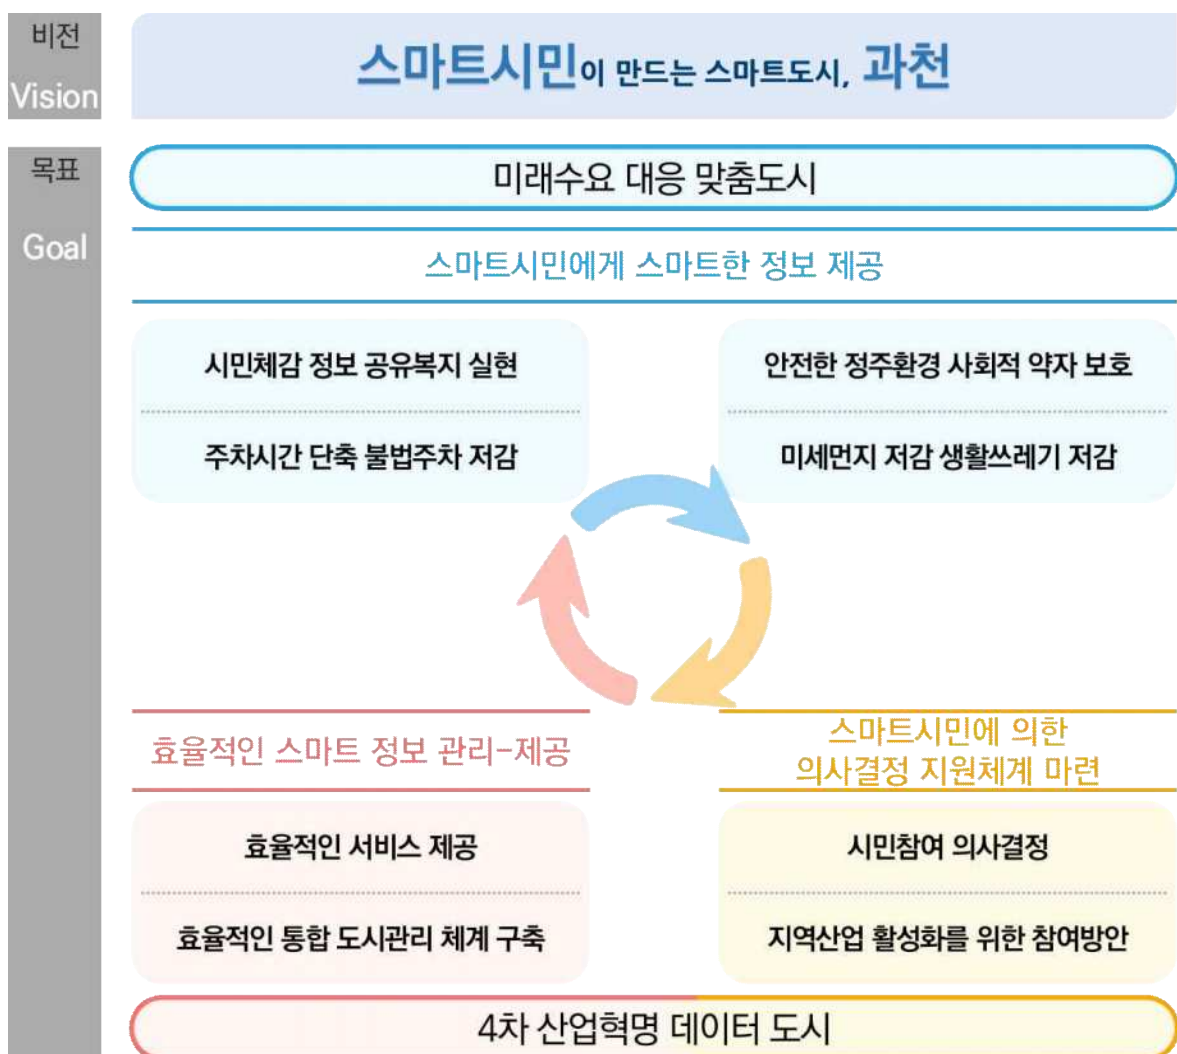 비전
Vision
스마트시민이 만드는 스마트도시, 과천
목표
Goal
미래수요 대응 맞춤도시
스마트시민에게 스마트한 정보 제공
시민체감 정보 공유복지 실현
주차시간 단축 불법주차 저감
안전한 정주환경 사회적 약자 보호
미세먼지 저감 생활쓰레기 저감
효율적인 스마트 정보 관리-제공
효율적인 서비스 제공
효율적인 통합 도시관리 체계 구축
스마트시민에 의한
의사결정 지원체계 마련
시민참여 의사결정
지역산업 활성화를 위한 참여방안
4차 산업혁명 데이터 도시